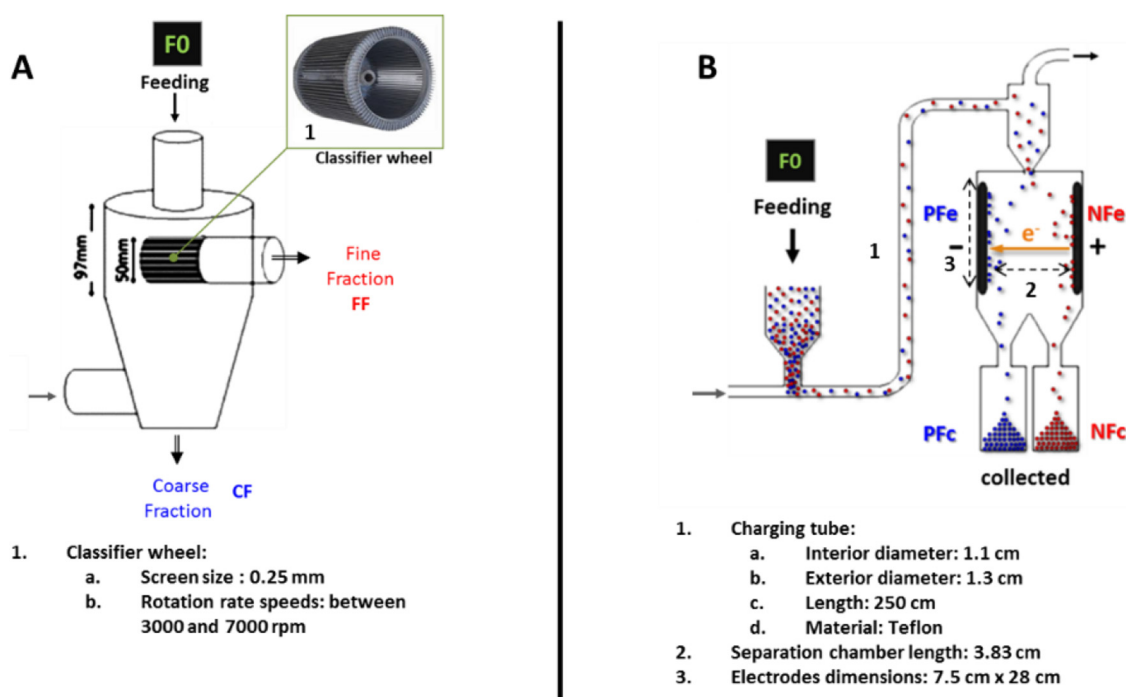 A
F0
Feeding
1
Classifier wheel
97mm
50mm
Fine
Fraction
FF
Coarse
Fraction
CF
1. Classifier wheel:
a. Screen size : 0.25 mm
b. Rotation rate speeds: between
3000 and 7000 rpm
B
F0
Feeding
1
PFe
NFe
e-
-
+
3
2
PFc
NFc
collected
1. Charging tube:
a. Interior diameter: 1.1 cm
b. Exterior diameter: 1.3 cm
c. Length: 250 cm
d. Material: Teflon
2. Separation chamber length: 3.83 cm
3. Electrodes dimensions: 7.5 cm x 28 cm